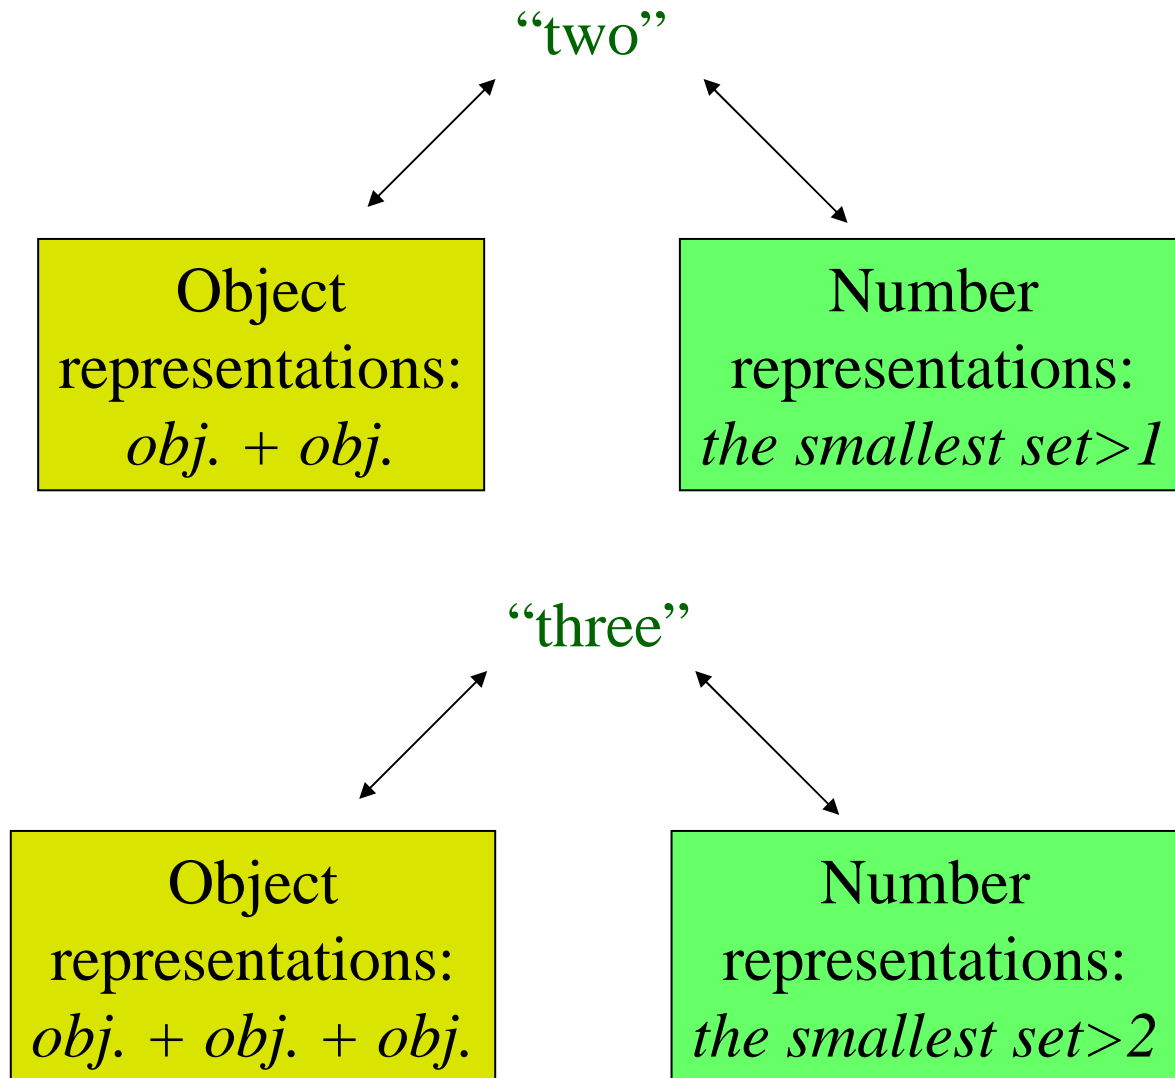 “two”
Object
representations:
obj. + obj.
Number
representations:
the smallest set>1
“three”
Object
representations:
obj. + obj. + obj.
Number
representations:
the smallest set>2